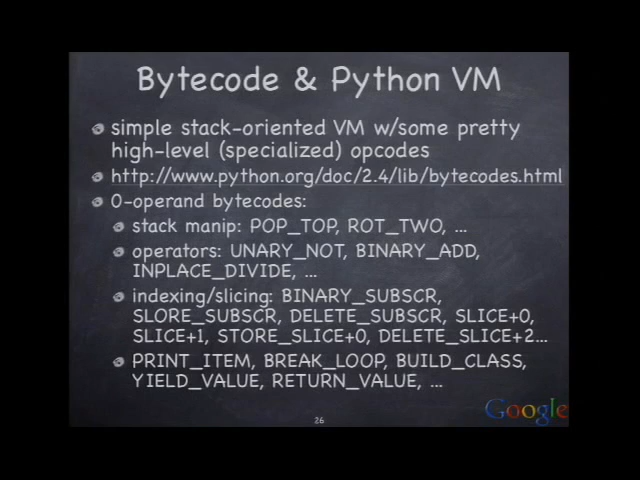 Bytecode & Python VM
simple stack-oriented VM w/some pretty
high-level (specialized) opcodes
http://www.python.org/doc/2.4/lib/bytecodes.html
0-operand bytecodes:
stack manip: POP_TOP, ROT_TWO, ...
operators: UNARY_NOT, BINARY_ADD,
INPLACE_DIVIDE, ...
indexing/slicing: BINARY_SUBSCR,
SLORE_SUBSCR, DELETE_SUBSCR, SLICE+0,
SLICE+1, STORE_SLICE+0, DELETE_SLICE+2...
PRINT_ITEM, BREAK_LOOP, BUILD_CLASS,
YIELD_VALUE, RETURN_VALUE, ...
26
Google